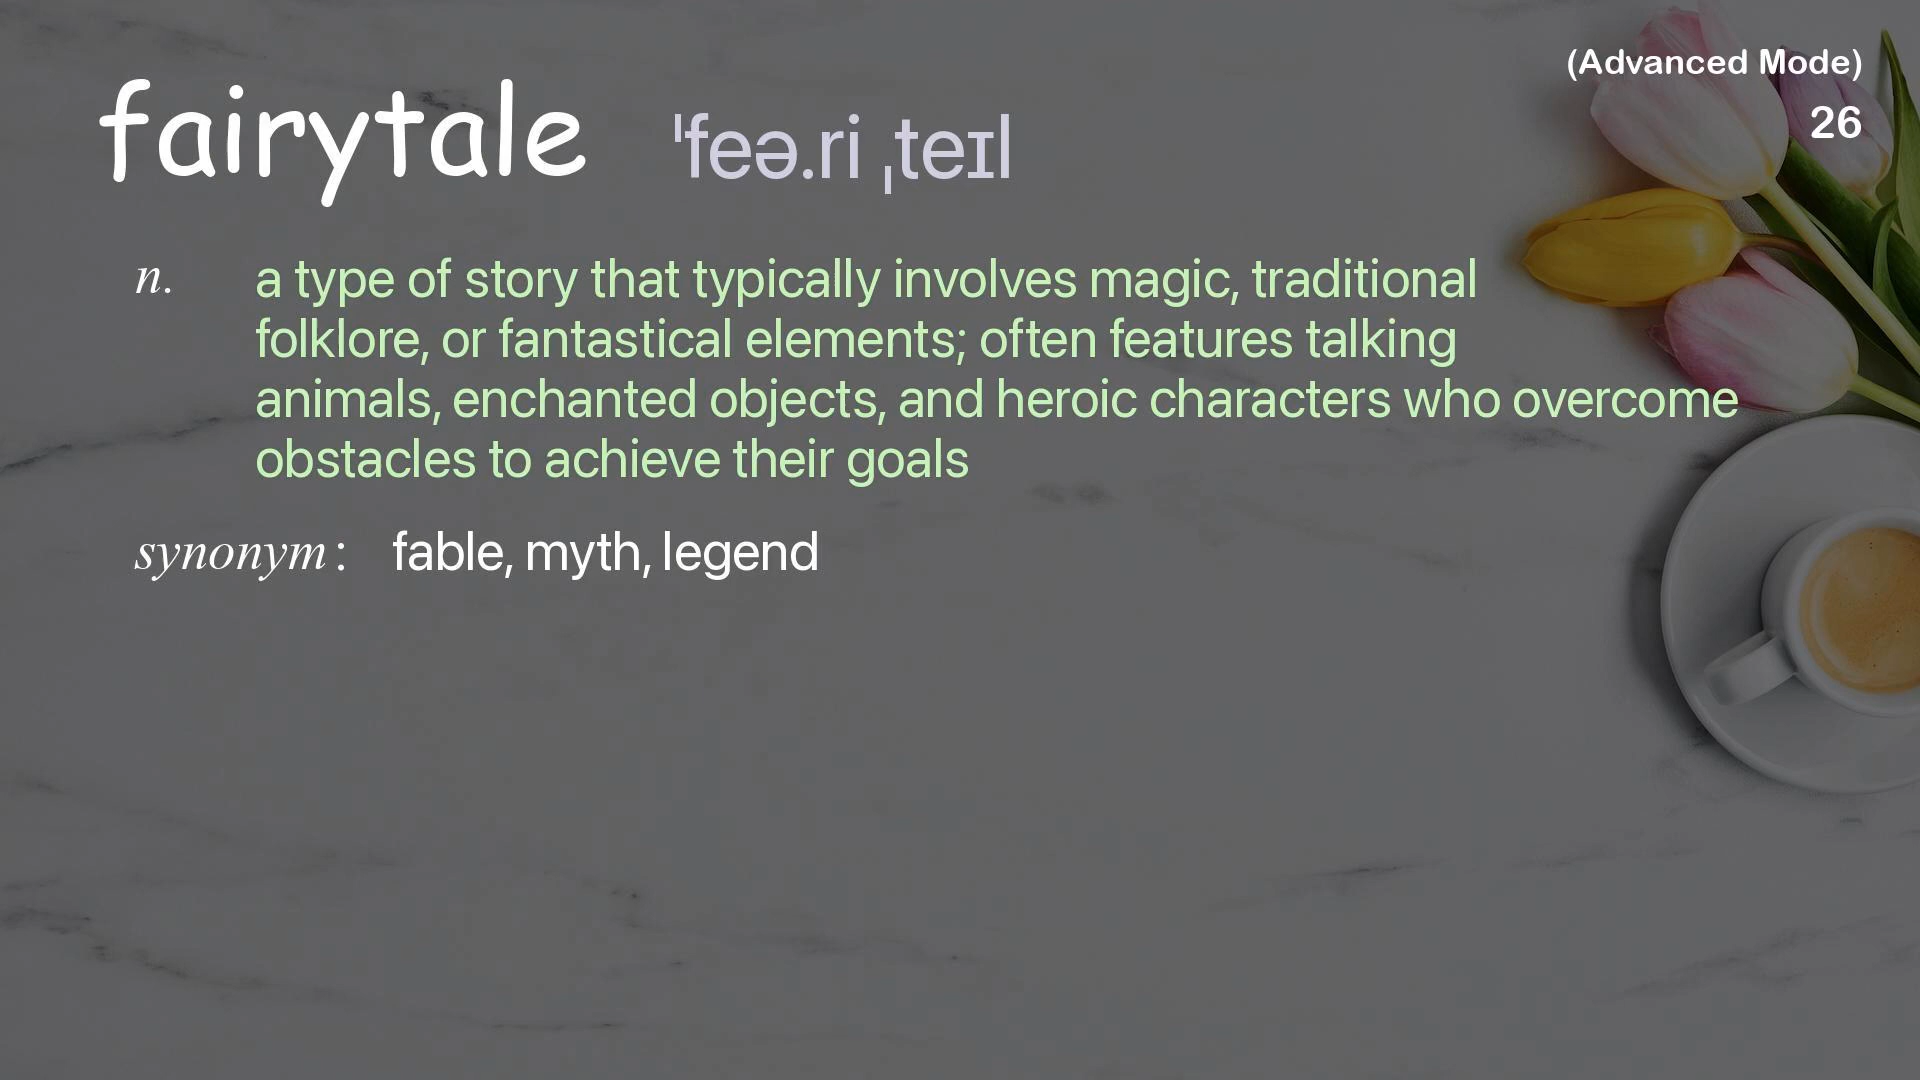 (Advanced Mode)
fairytale ˈfeə.ri ˌteɪl
26
n. a type of story that typically involves magic, traditional
folklore, or fantastical elements; often features talking
animals, enchanted objects, and heroic characters who overcome
obstacles to achieve their goals
synonym: fable, myth, legend